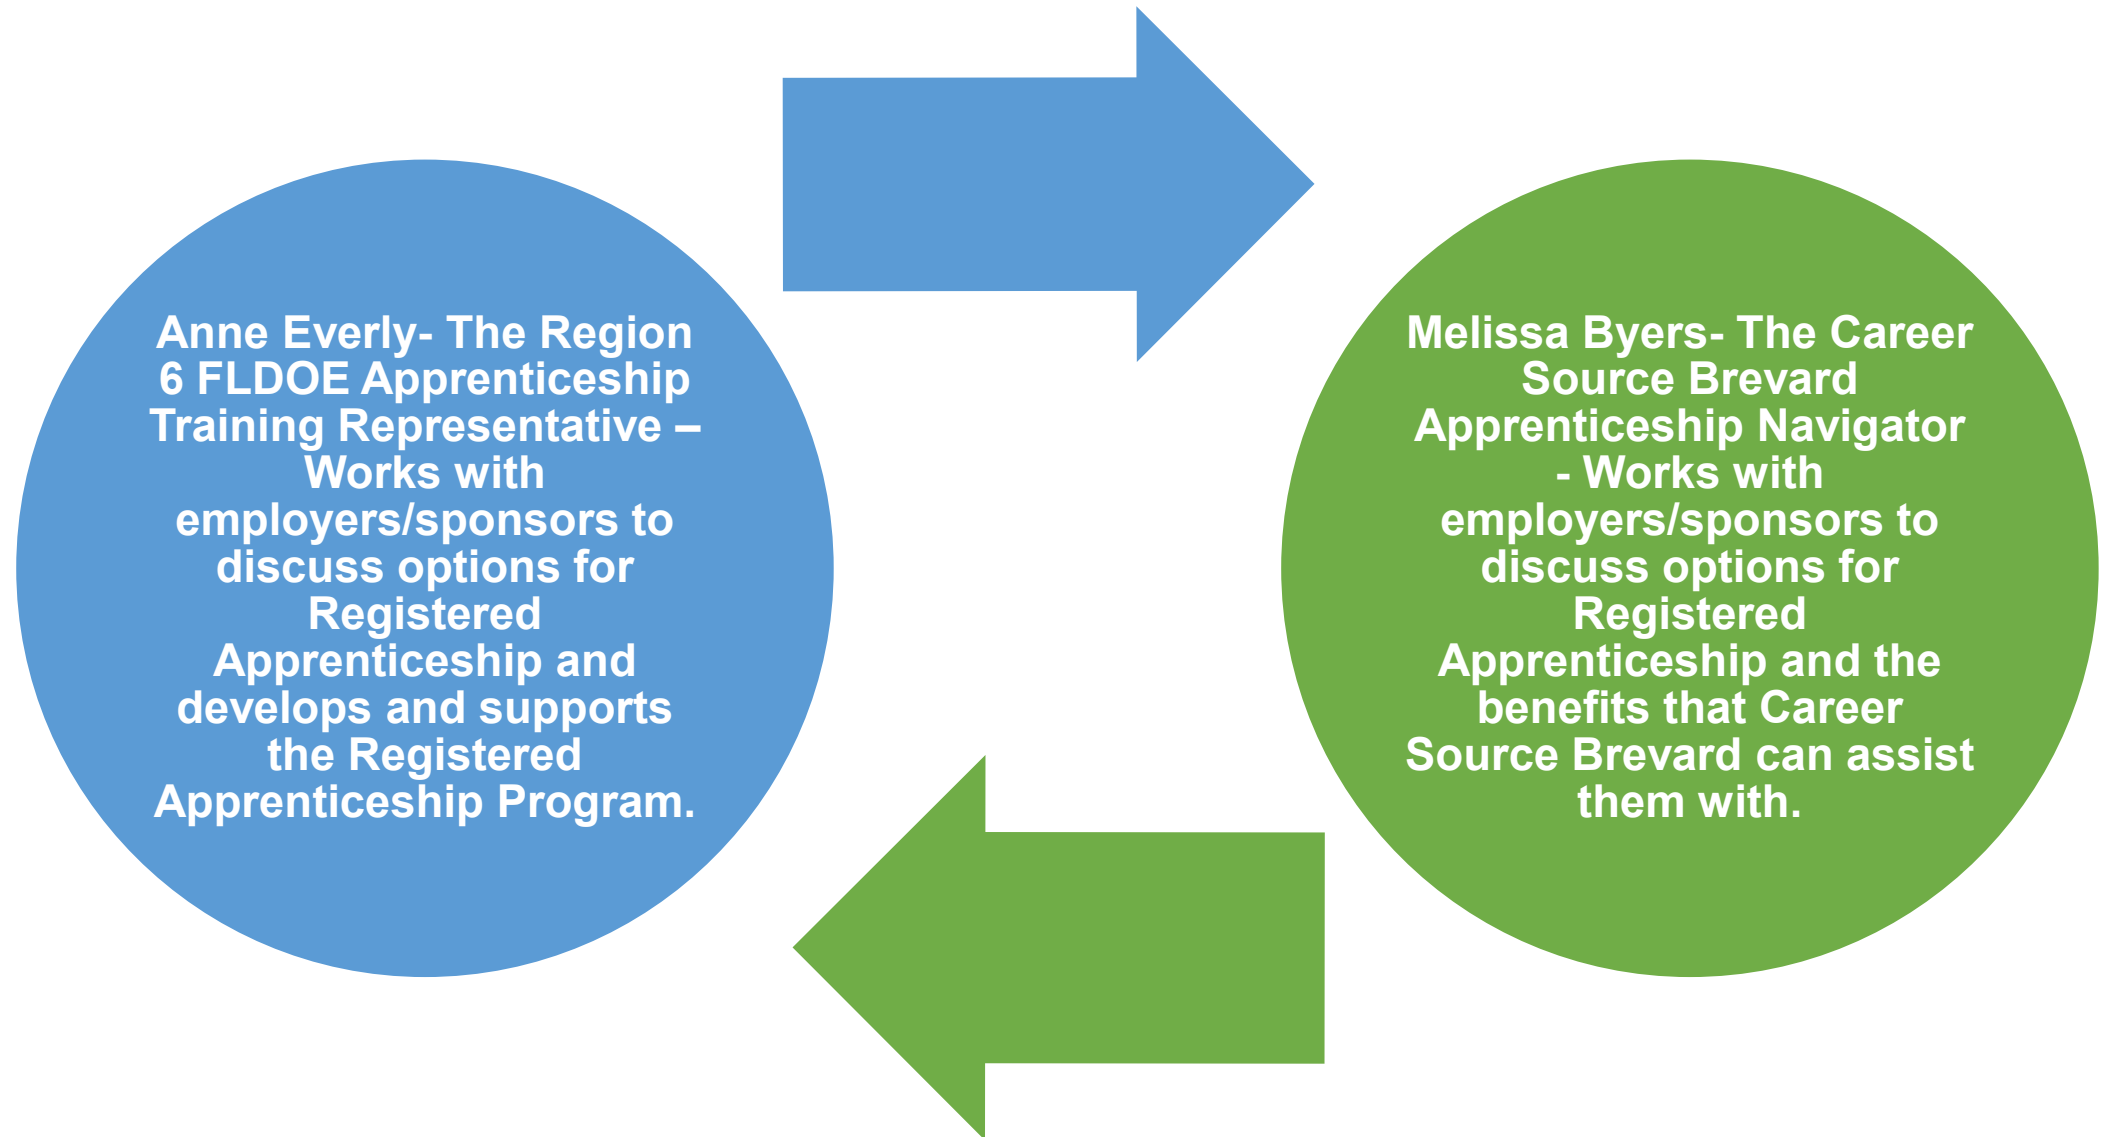 Anne Everly- The Region
6 FLDOE Apprenticeship
Training Representative –
Works with
employers/sponsors to
discuss options for
Registered
Apprenticeship and
develops and supports
the Registered
Apprenticeship Program.
Melissa Byers- The Career
Source Brevard
Apprenticeship Navigator
- Works with
employers/sponsors to
discuss options for
Registered
Apprenticeship and the
benefits that Career
Source Brevard can assist
them with.